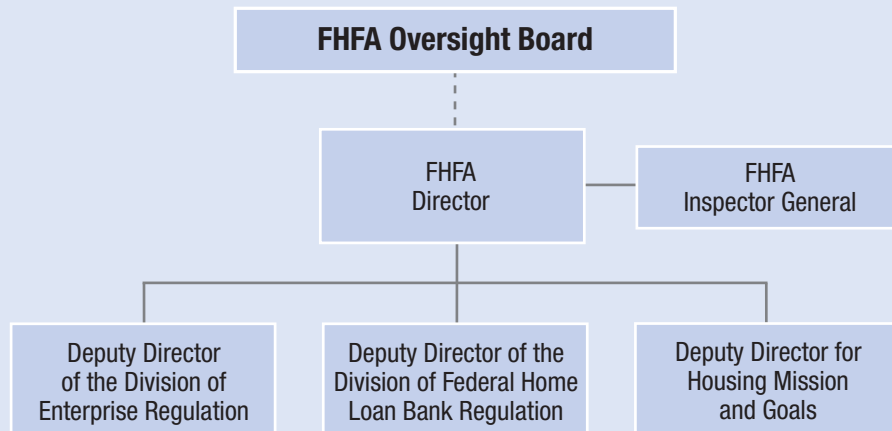 FHFA Oversight Board
FHFA
Director
FHFA
Inspector General
Deputy Director
of the Division of
Enterprise Regulation
Deputy Director of the
Division of Federal Home
Loan Bank Regulation
Deputy Director for
Housing Mission
and Goals